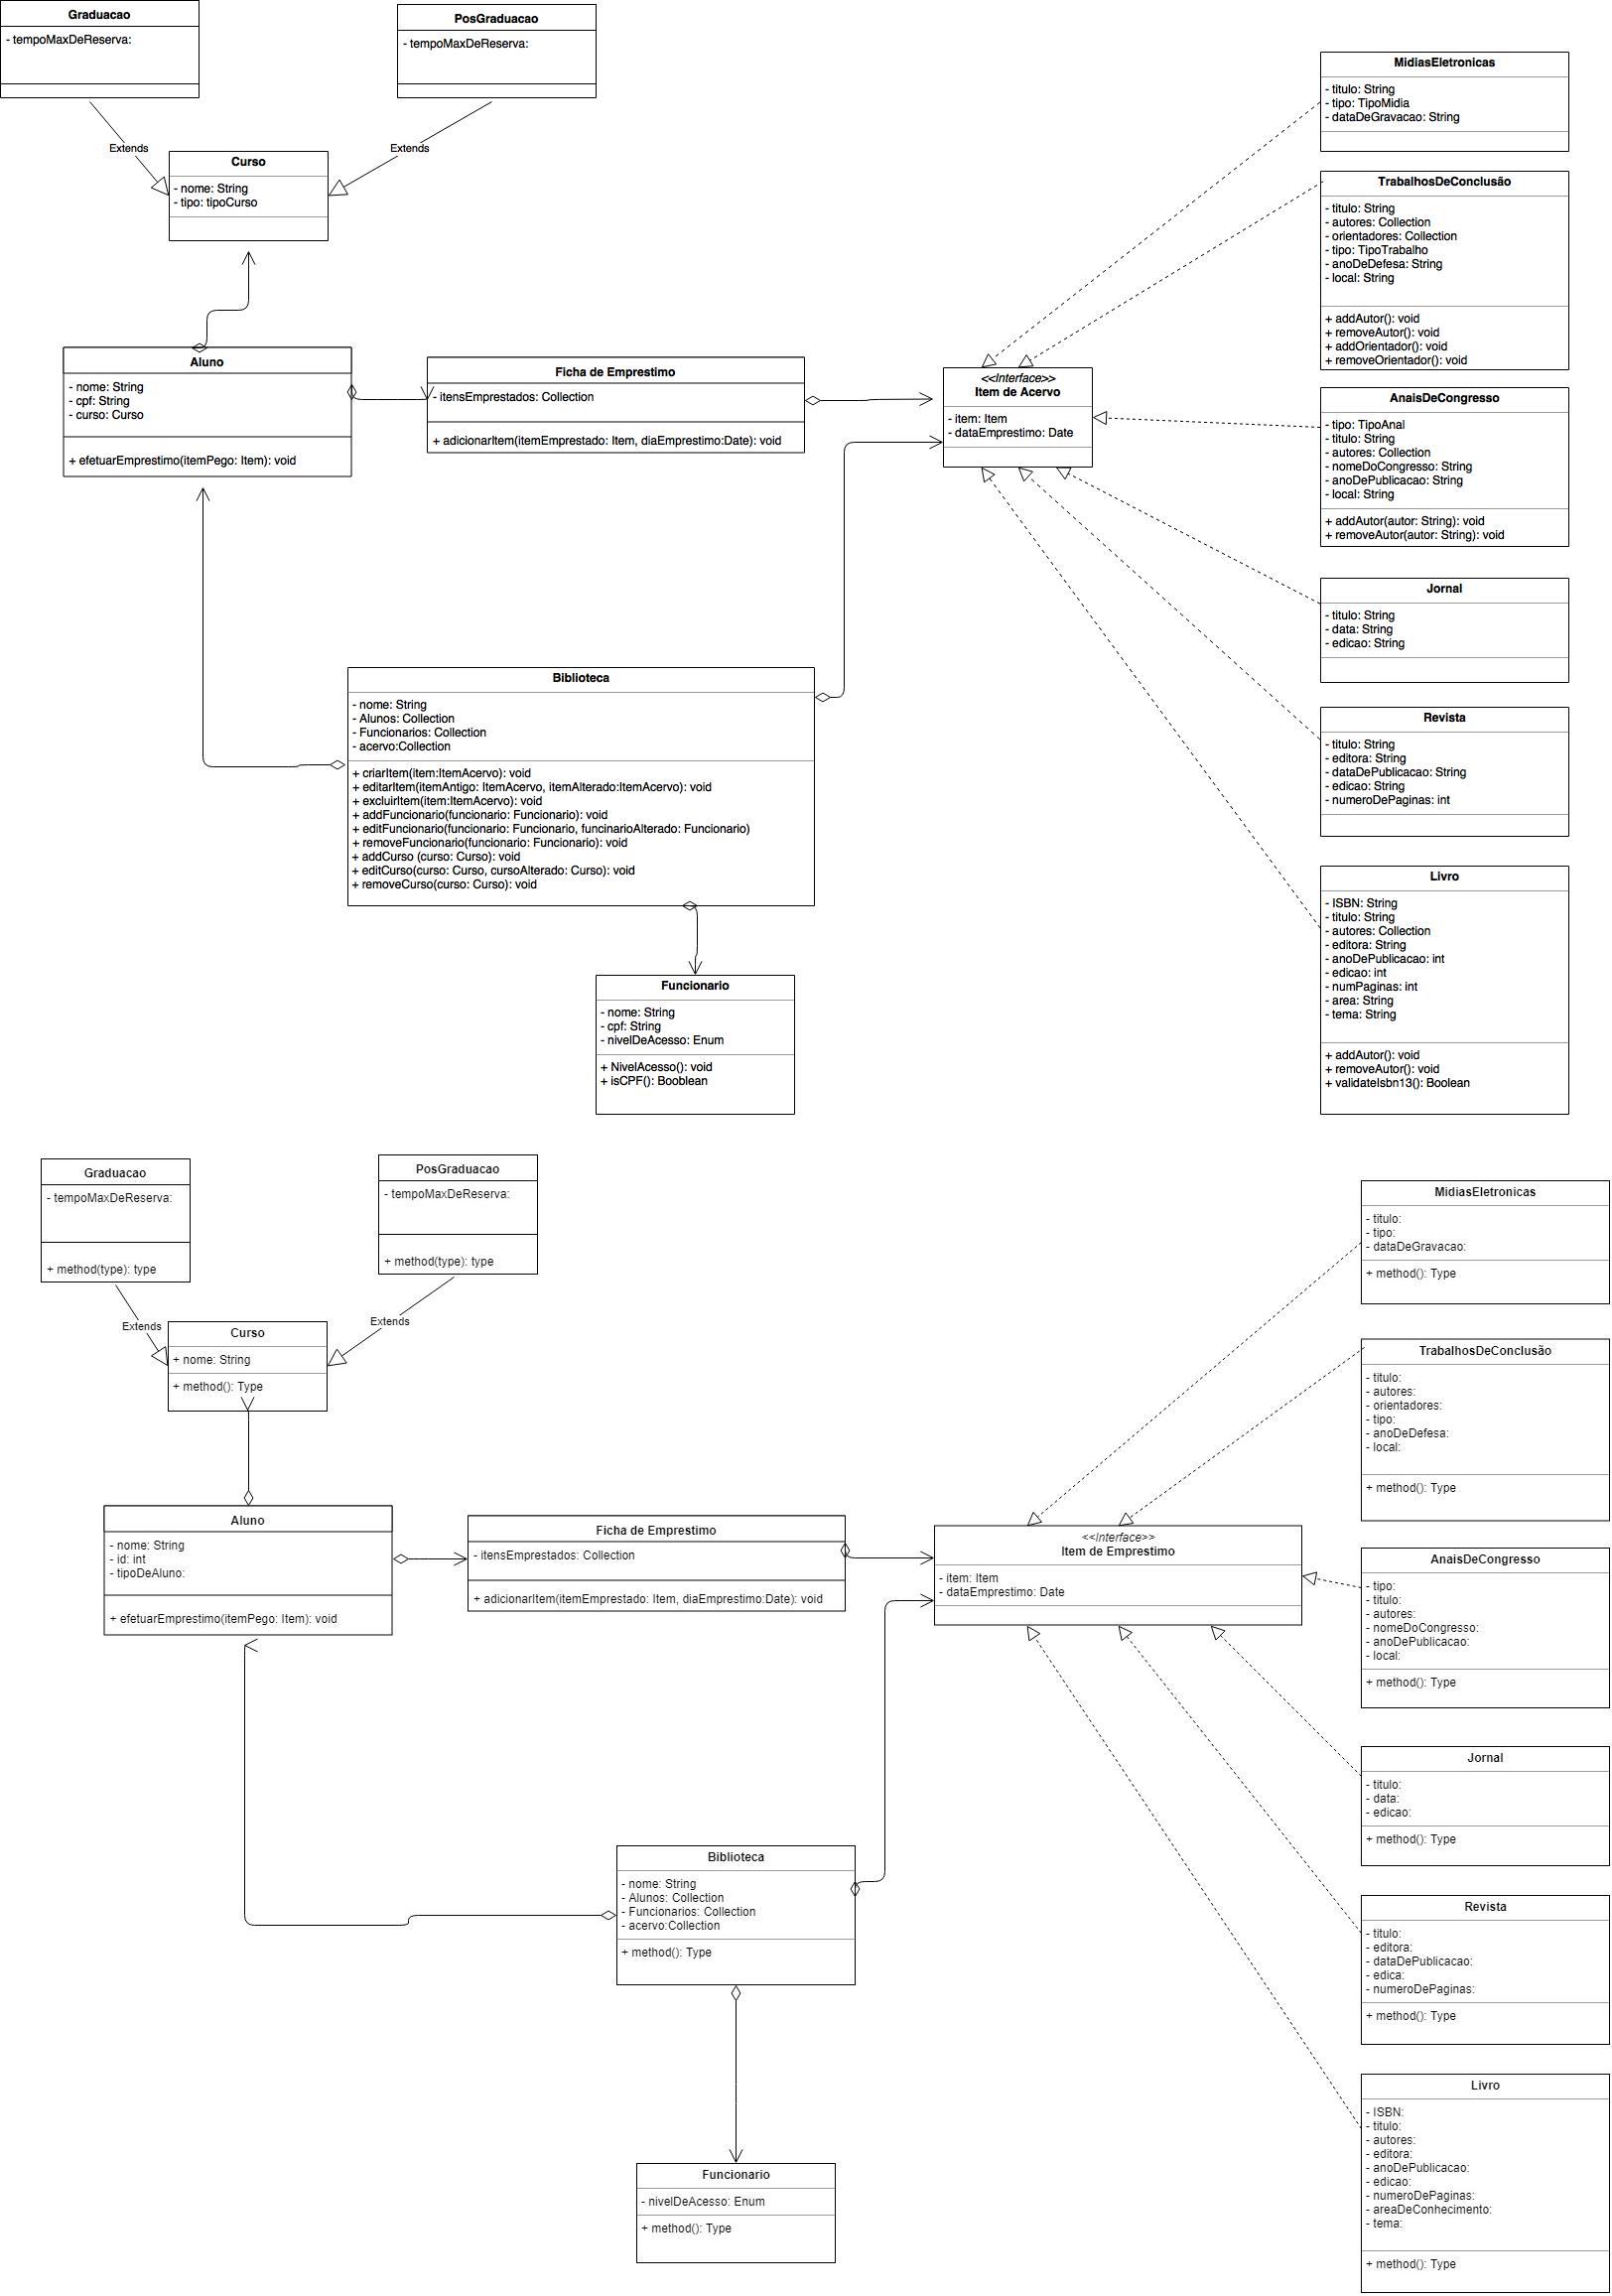 Graduacao
- tempoMaxDeReserva:
PosGraduacao
- tempoMaxDeReserva:
Extends
Extends
Curso
- nome: String
- tipo: tipoCurso
Aluno
- nome: String
- cpf: String
- curso: Curso
+ efetuarEmprestimo(itemPego: Item): void
Ficha de Emprestimo
- itensEmprestados: Collection
+ adicionarItem(itemEmprestado: Item, diaEmprestimo:Date): void
<<Interface>>
Item de Acervo
- item: Item
- dataEmprestimo: Date
MidiasEletronicas
- titulo: String
- tipo: TipoMidia
- dataDeGravacao: String
TrabalhosDeConclusão
- titulo: String
- autores: Collection
- orientadores: Collection
- tipo: TipoTrabalho
- anoDeDefesa: String
- local: String
+ addAutor(): void
+ removeAutor(): void
+ addOrientador(): void
+ removeOrientador(): void
AnaisDeCongresso
- tipo: TipoAnal
- titulo: String
- autores: Collection
- nomeDoCongresso: String
- anoDePublicacao: String
- local: String
+ addAutor(autor: String): void
+ removeAutor(autor: String): void
Jornal
- titulo: String
- data: String
- edicao: String
Revista
- titulo: String
- editora: String
- dataDePublicacao: String
- edicao: String
- numeroDePaginas: int
Livro
- ISBN: String
- titulo: String
- autores: Collection
- editora: String
- anoDePublicacao: int
- edicao: int
- numPaginas: int
- area: String
- tema: String
+ addAutor(): void
+ removeAutor(): void
+ validateIsbn13(): Boolean
Biblioteca
- nome: String
- Alunos: Collection
- Funcionarios: Collection
- acervo:Collection
+ criarItem(item:ItemAcervo): void
+ editarItem(itemAntigo: ItemAcervo, itemAlterado:ItemAcervo): void
+ excluirItem(item:ItemAcervo): void
+ addFuncionario(funcionario: Funcionario): void
+ editFuncionario(funcionario: Funcionario, funcinarioAlterado: Funcionario)
+ removeFuncionario(funcionario: Funcionario): void
+ addCurso (curso: Curso): void
+ editCurso(curso: Curso, cursoAlterado: Curso): void
+ removeCurso(curso: Curso): void
Funcionario
- nome: String
- cpf: String
- nivelDeAcesso: Enum
+ NivelAcesso(): void
+ isCPF(): Booblean
Graduacao
- tempoMaxDeReserva:
+ method(type): type
PosGraduacao
- tempoMaxDeReserva:
+ method(type): type
Extends
Extends
Curso
+ nome: String
+ method(): Type
Aluno
- nome: String
- id: int
- tipoDeAluno:
+ efetuarEmprestimo(itemPego: Item): void
Ficha de Emprestimo
- itensEmprestados: Collection
+ adicionarItem(itemEmprestado: Item, diaEmprestimo:Date): void
<<Interface>>
Item de Emprestimo
- item: Item
- dataEmprestimo: Date
MidiasEletronicas
- titulo:
- tipo:
- dataDeGravacao:
+ method(): Type
TrabalhosDeConclusão
- titulo:
- autores:
- orientadores:
- tipo:
- anoDeDefesa:
- local:
+ method(): Type
AnaisDeCongresso
- tipo:
- titulo:
- autores:
- nomeDoCongresso:
- anoDePublicacao:
- local:
+ method(): Type
Jornal
- titulo:
- data:
- edicao:
+ method(): Type
Revista
- titulo:
- editora:
- dataDePublicacao:
- edica:
- numeroDePaginas:
+ method(): Type
Livro
- ISBN:
- titulo:
- autores:
- editora:
- anoDePublicacao:
- edicao:
- numeroDePaginas:
- areaDeConhecimento:
- tema:
+ method(): Type
Biblioteca
- nome: String
- Alunos: Collection
- Funcionarios: Collection
- acervo:Collection
+ method(): Type
Funcionario
- nivelDeAcesso: Enum
+ method(): Type